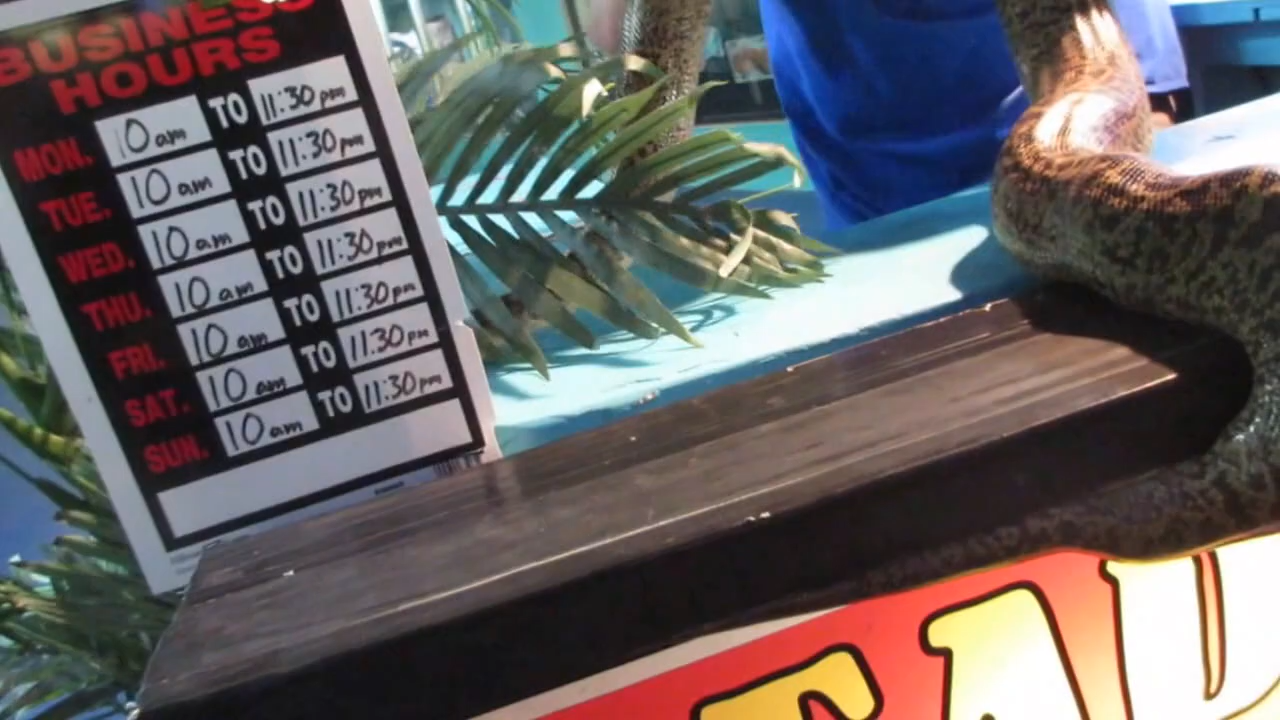 BUSINESS
HOURS
MON. 10 am TO 11:30 pm
TUE. 10 am TO 11:30 pm
WED. 10 am TO 11:30 pm
THU. 10 am TO 11:30 pm
FRI. 10 am TO 11:30 pm
SAT. 10 am TO 11:30 pm
SUN. 10 am TO 11:30 pm